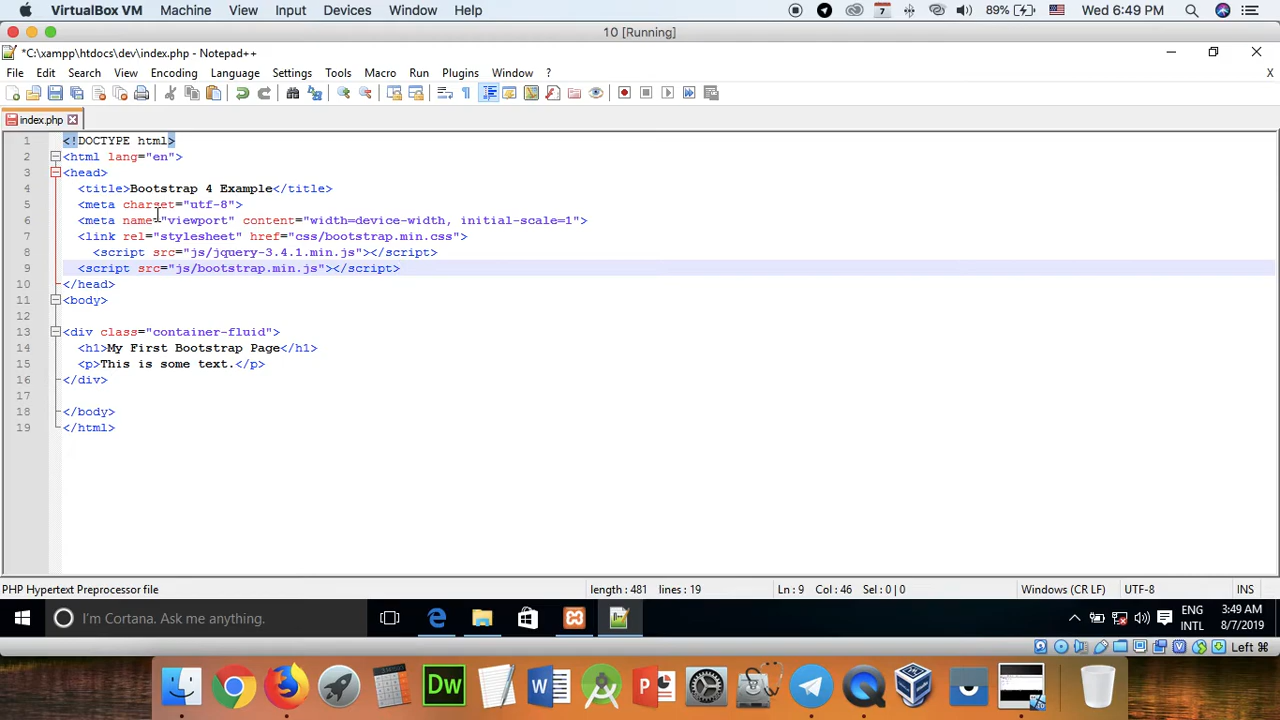 VirtualBox VM Machine View Input Devices Window Help 7 89% Wed 6:49 PM
10 [Running]
*C:\xampp\htdocs\dev\index.php - Notepad++
File Edit Search View Encoding Language Settings Tools Macro Run Plugins Window ? X
index.php
1 <!DOCTYPE html>
2 <html lang="en">
3 <head>
4 <title>Bootstrap 4 Example</title>
5 <meta charset="utf-8">
6 <meta name="viewport" content="width=device-width, initial-scale=1">
7 <link rel="stylesheet" href="css/bootstrap.min.css">
8 <script src="js/jquery-3.4.1.min.js"></script>
9 <script src="js/bootstrap.min.js"></script>
10 </head>
11 <body>
12
13 <div class="container-fluid">
14 <h1>My First Bootstrap Page</h1>
15 <p>This is some text.</p>
16 </div>
17
18 </body>
19 </html>
PHP Hypertext Preprocessor file length : 481 lines : 19 Ln : 9 Col : 46 Sel : 0 | 0 Windows (CR LF) UTF-8 INS
I'm Cortana. Ask me anything. ENG 3:49 AM
INTL 8/7/2019
Left ⌘
Dw W P